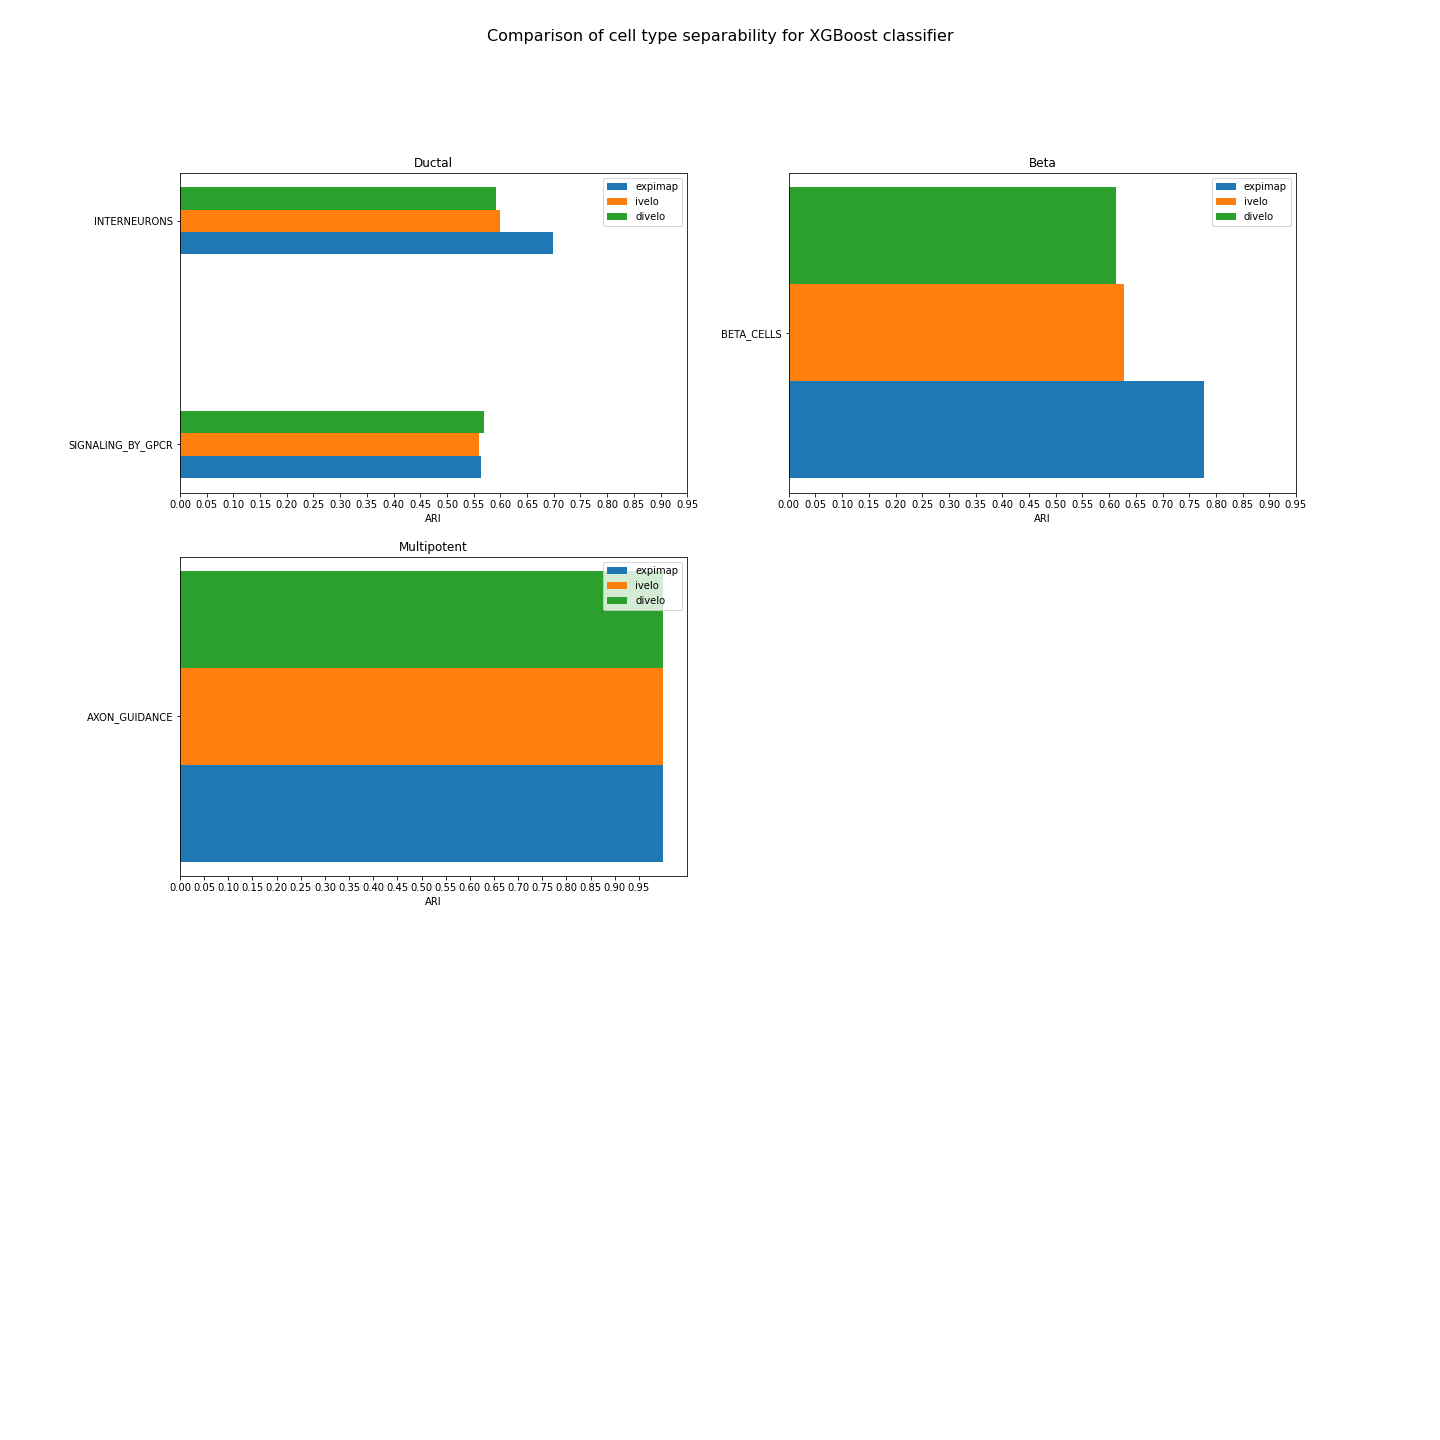 Comparison of cell type separability for XGBoost classifier
Ductal
INTERNEURONS
SIGNALING_BY_GPCR
expimap
ivelo
divelo
0.00 0.05 0.10 0.15 0.20 0.25 0.30 0.35 0.40 0.45 0.50 0.55 0.60 0.65 0.70 0.75 0.80 0.85 0.90 0.95
ARI
Beta
BETA_CELLS
expimap
ivelo
divelo
0.00 0.05 0.10 0.15 0.20 0.25 0.30 0.35 0.40 0.45 0.50 0.55 0.60 0.65 0.70 0.75 0.80 0.85 0.90 0.95
ARI
Multipotent
AXON_GUIDANCE
expimap
ivelo
divelo
0.00 0.05 0.10 0.15 0.20 0.25 0.30 0.35 0.40 0.45 0.50 0.55 0.60 0.65 0.70 0.75 0.80 0.85 0.90 0.95
ARI